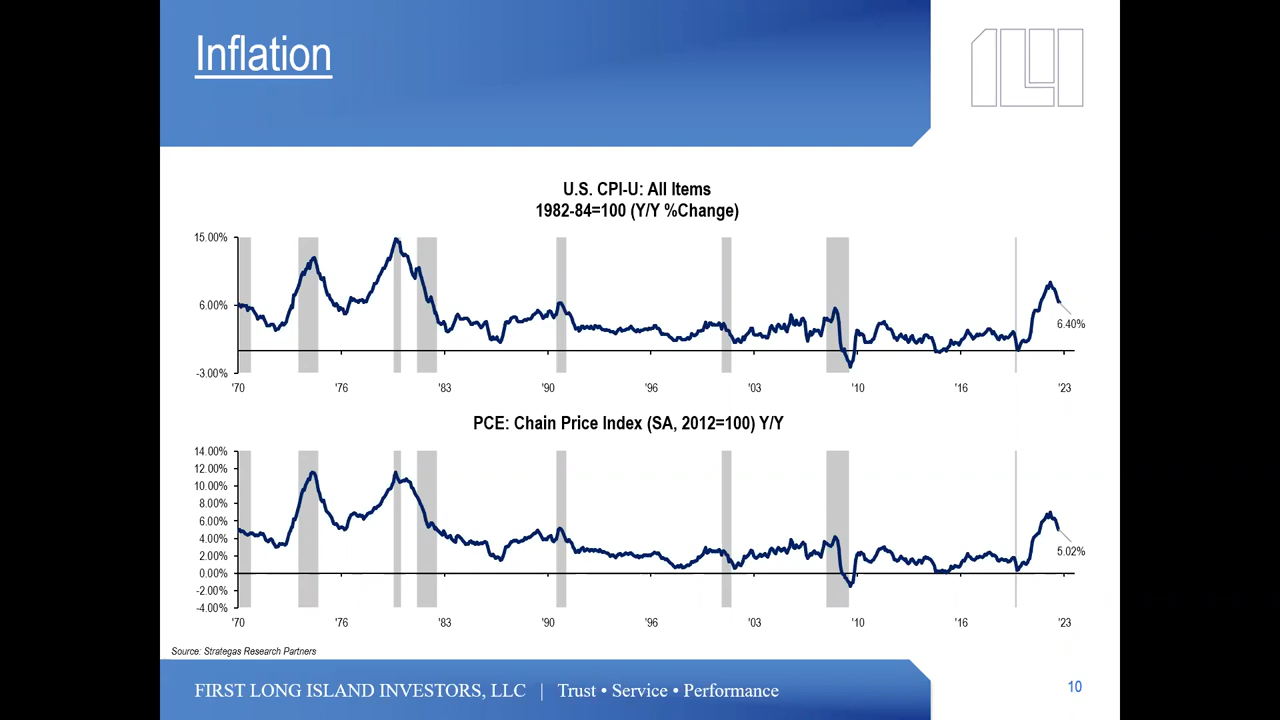 Inflation
U.S. CPI-U: All Items
1982-84=100 (Y/Y %Change)
15.00%
6.00%
6.40%
-3.00%
'70 '76 '83 '90 '96 '03 '10 '16 '23
PCE: Chain Price Index (SA, 2012=100) Y/Y
14.00%
12.00%
10.00%
8.00%
6.00%
4.00%
5.02%
2.00%
0.00%
-2.00%
-4.00%
'70 '76 '83 '90 '96 '03 '10 '16 '23
Source: Strategas Research Partners
FIRST LONG ISLAND INVESTORS, LLC | Trust • Service • Performance
10